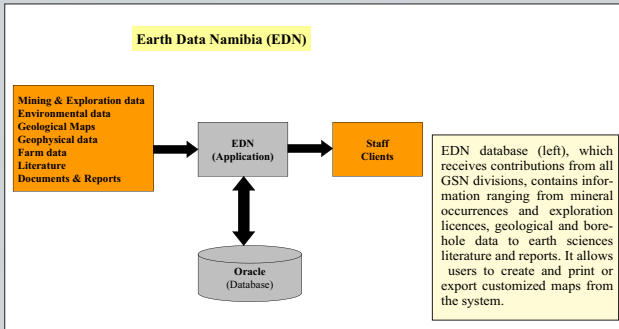 Earth Data Namibia (EDN)
Mining & Exploration data
Environmental data
Geological Maps
Geophysical data
Farm data
Literature
Documents & Reports
EDN
(Application)
Staff
Clients
Oracle
(Database)
EDN database (left), which
receives contributions from all
GSN divisions, contains infor-
mation ranging from mineral
occurrences and exploration
licences, geological and bore-
hole data to earth sciences
literature and reports. It allows
users to create and print or
export customized maps from
the system.